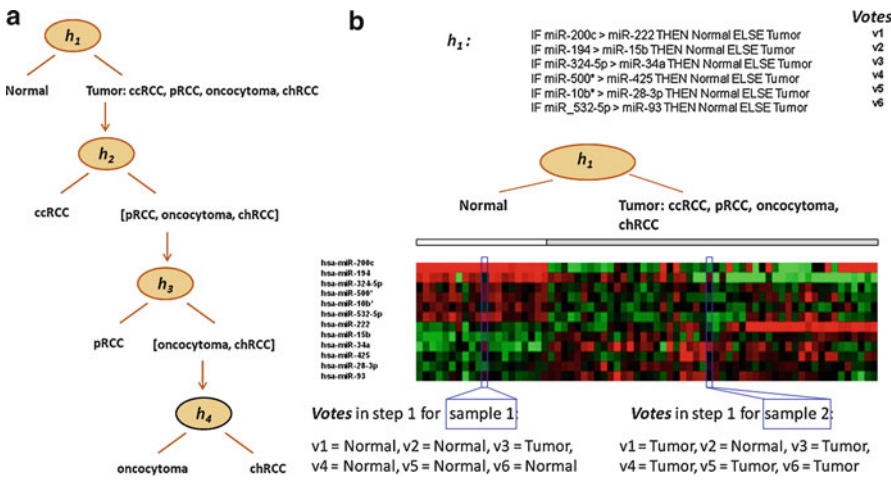 a
h1
Normal
Tumor: ccRCC, pRCC, oncocytoma, chRCC
h2
ccRCC
[pRCC, oncocytoma, chRCC]
h3
pRCC
[oncocytoma, chRCC]
h4
oncocytoma
chRCC
b
h1 :
Votes
IF miR-200c > miR-222 THEN Normal ELSE Tumor
v1
IF miR-194 > miR-15b THEN Normal ELSE Tumor
v2
IF miR-324-5p > miR-34a THEN Normal ELSE Tumor
v3
IF miR-500* > miR-425 THEN Normal ELSE Tumor
v4
IF miR-10b* > miR-28-3p THEN Normal ELSE Tumor
v5
IF miR_532-5p > miR-93 THEN Normal ELSE Tumor
v6
h1
Normal
Tumor: ccRCC, pRCC, oncocytoma,
chRCC
hsa-miR-200c
hsa-miR-194
hsa-miR-324-5p
hsa-miR-500*
hsa-miR-10b*
hsa-miR-532-5p
hsa-miR-222
hsa-miR-15b
hsa-miR-34a
hsa-miR-425
hsa-miR-28-3p
hsa-miR-93
Votes in step 1 for sample 1:
v1 = Normal, v2 = Normal, v3 = Tumor,
v4 = Normal, v5 = Normal, v6 = Normal
Votes in step 1 for sample 2:
v1 = Tumor, v2 = Normal, v3 = Tumor,
v4 = Tumor, v5 = Tumor, v6 = Tumor